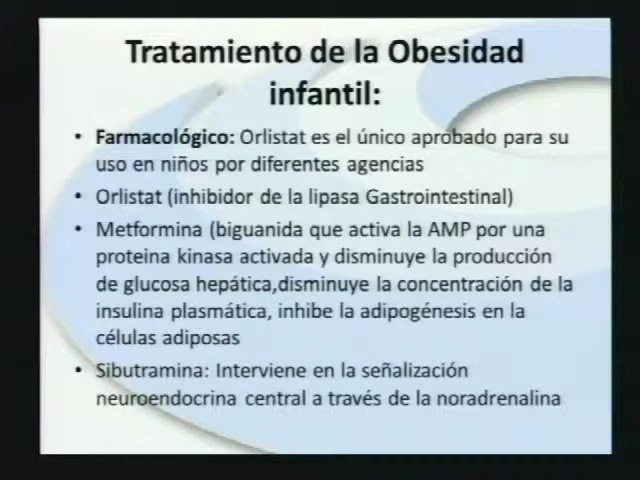 Tratamiento de la Obesidad
infantil:
• Farmacológico: Orlistat es el único aprobado para su
uso en niños por diferentes agencias
• Orlistat (inhibidor de la lipasa Gastrointestinal)
• Metformina (biguanida que activa la AMP por una
proteina kinasa activada y disminuye la producción
de glucosa hepática,disminuye la concentración de la
insulina plasmática, inhibe la adipogénesis en la
células adiposas
• Sibutramina: Interviene en la señalización
neuroendocrina central a través de la noradrenalina